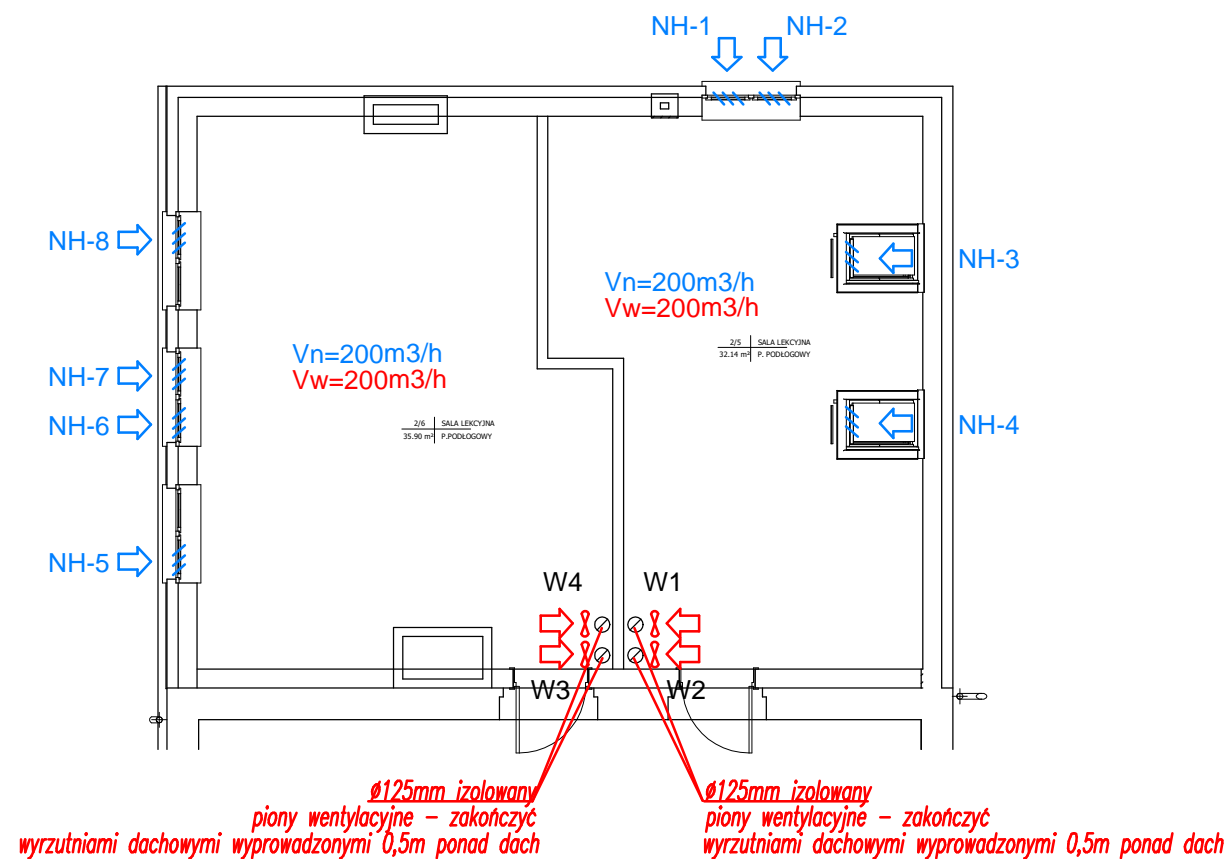 NH-1 NH-2
NH-8
NH-3
Vn=200m3/h
Vw=200m3/h
2/5 SALA LEKCYJNA
32.14 m² P. PODŁOGOWY
Vn=200m3/h
Vw=200m3/h
NH-7
NH-6
NH-4
2/6 SALA LEKCYJNA
35.90 m² P.PODŁOGOWY
NH-5
W4 W1
W3 W2
ø125mm izolowany
piony wentylacyjne – zakończyć
wyrzutniami dachowymi wyprowadzonymi 0,5m ponad dach
ø125mm izolowany
piony wentylacyjne – zakończyć
wyrzutniami dachowymi wyprowadzonymi 0,5m ponad dach